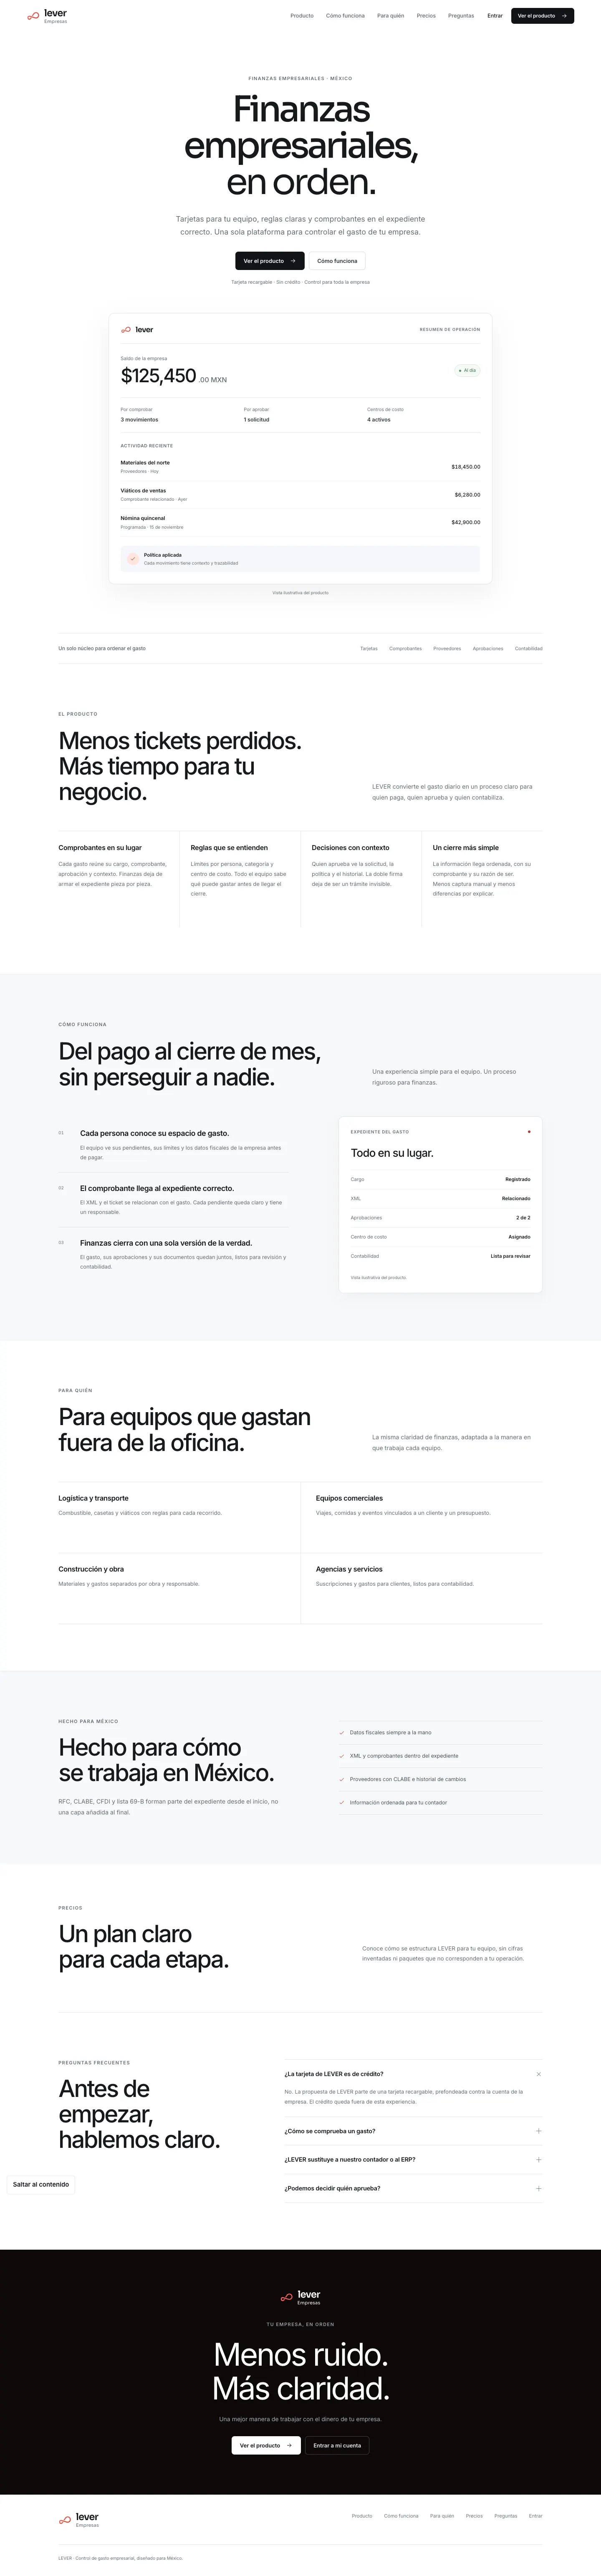 lever
Empresas
Producto Cómo funciona Para quién Precios Preguntas Entrar Ver el producto →
FINANZAS EMPRESARIALES · MÉXICO
Finanzas
empresariales,
en orden.
Tarjetas para tu equipo, reglas claras y comprobantes en el expediente
correcto. Una sola plataforma para controlar el gasto de tu empresa.
Ver el producto → Cómo funciona
Tarjeta recargable · Sin crédito · Control para toda la empresa
lever RESUMEN DE OPERACIÓN
Saldo de la empresa
$125,450 .00 MXN
Al día
Por comprobar Por aprobar Centros de costo
3 movimientos 1 solicitud 4 activos
ACTIVIDAD RECIENTE
Materiales del norte
Proveedores · Hoy
$18,450.00
Viáticos de ventas
Comprobante relacionado · Ayer
$6,280.00
Nómina quincenal
Programada · 15 de noviembre
$42,900.00
Política aplicada
Cada movimiento tiene contexto y trazabilidad
Vista ilustrativa del producto
Un solo núcleo para ordenar el gasto
Tarjetas Comprobantes Proveedores Aprobaciones Contabilidad
EL PRODUCTO
Menos tickets perdidos.
Más tiempo para tu
negocio.
LEVER convierte el gasto diario en un proceso claro para
quien paga, quien aprueba y quien contabiliza.
Comprobantes en su lugar
Cada gasto reúne su cargo, comprobante,
aprobación y contexto. Finanzas deja de
armar el expediente pieza por pieza.
Reglas que se entienden
Límites por persona, categoría y
centro de costo. Todo el equipo sabe
qué puede gastar antes de llegar el
cierre.
Decisiones con contexto
Quien aprueba ve la solicitud, la
política y el historial. La doble firma
deja de ser un trámite invisible.
Un cierre más simple
La información llega ordenada, con su
comprobante y su razón de ser.
Menos captura manual y menos
diferencias por explicar.
CÓMO FUNCIONA
Del pago al cierre de mes,
sin perseguir a nadie.
Una experiencia simple para el equipo. Un proceso
riguroso para finanzas.
01
Cada persona conoce su espacio de gasto.
El equipo ve sus pendientes, sus límites y los datos fiscales de la empresa antes
de pagar.
02
El comprobante llega al expediente correcto.
El XML y el ticket se relacionan con el gasto. Cada pendiente queda claro y tiene
un responsable.
03
Finanzas cierra con una sola versión de la verdad.
El gasto, sus aprobaciones y sus documentos quedan juntos, listos para revisión y
contabilidad.
EXPEDIENTE DEL GASTO
Todo en su lugar.
Cargo Registrado
XML Relacionado
Aprobaciones 2 de 2
Centro de costo Asignado
Contabilidad Lista para revisar
Vista ilustrativa del producto
PARA QUIÉN
Para equipos que gastan
fuera de la oficina.
La misma claridad de finanzas, adaptada a la manera en
que trabaja cada equipo.
Logística y transporte
Combustible, casetas y viáticos con reglas para cada recorrido.
Equipos comerciales
Viajes, comidas y eventos vinculados a un cliente y un presupuesto.
Construcción y obra
Materiales y gastos separados por obra y responsable.
Agencias y servicios
Suscripciones y gastos para clientes, listos para contabilidad.
HECHO PARA MÉXICO
Hecho para cómo
se trabaja en México.
RFC, CLABE, CFDI y lista 69-B forman parte del expediente desde el inicio, no
una capa añadida al final.
Datos fiscales siempre a la mano
XML y comprobantes dentro del expediente
Proveedores con CLABE e historial de cambios
Información ordenada para tu contador
PRECIOS
Un plan claro
para cada etapa.
Conoce cómo se estructura LEVER para tu equipo, sin cifras
inventadas ni paquetes que no corresponden a tu operación.
PREGUNTAS FRECUENTES
Antes de
empezar,
hablemos claro.
¿La tarjeta de LEVER es de crédito?
No. La propuesta de LEVER parte de una tarjeta recargable, prefondeada contra la cuenta de la
empresa. El crédito queda fuera de esta experiencia.
¿Cómo se comprueba un gasto?
¿LEVER sustituye a nuestro contador o al ERP?
¿Podemos decidir quién aprueba?
Saltar al contenido
lever
Empresas
TU EMPRESA, EN ORDEN
Menos ruido.
Más claridad.
Una mejor manera de trabajar con el dinero de tu empresa.
Ver el producto → Entrar a mi cuenta
lever
Empresas
Producto Cómo funciona Para quién Precios Preguntas Entrar
LEVER · Control de gasto empresarial, diseñado para México.